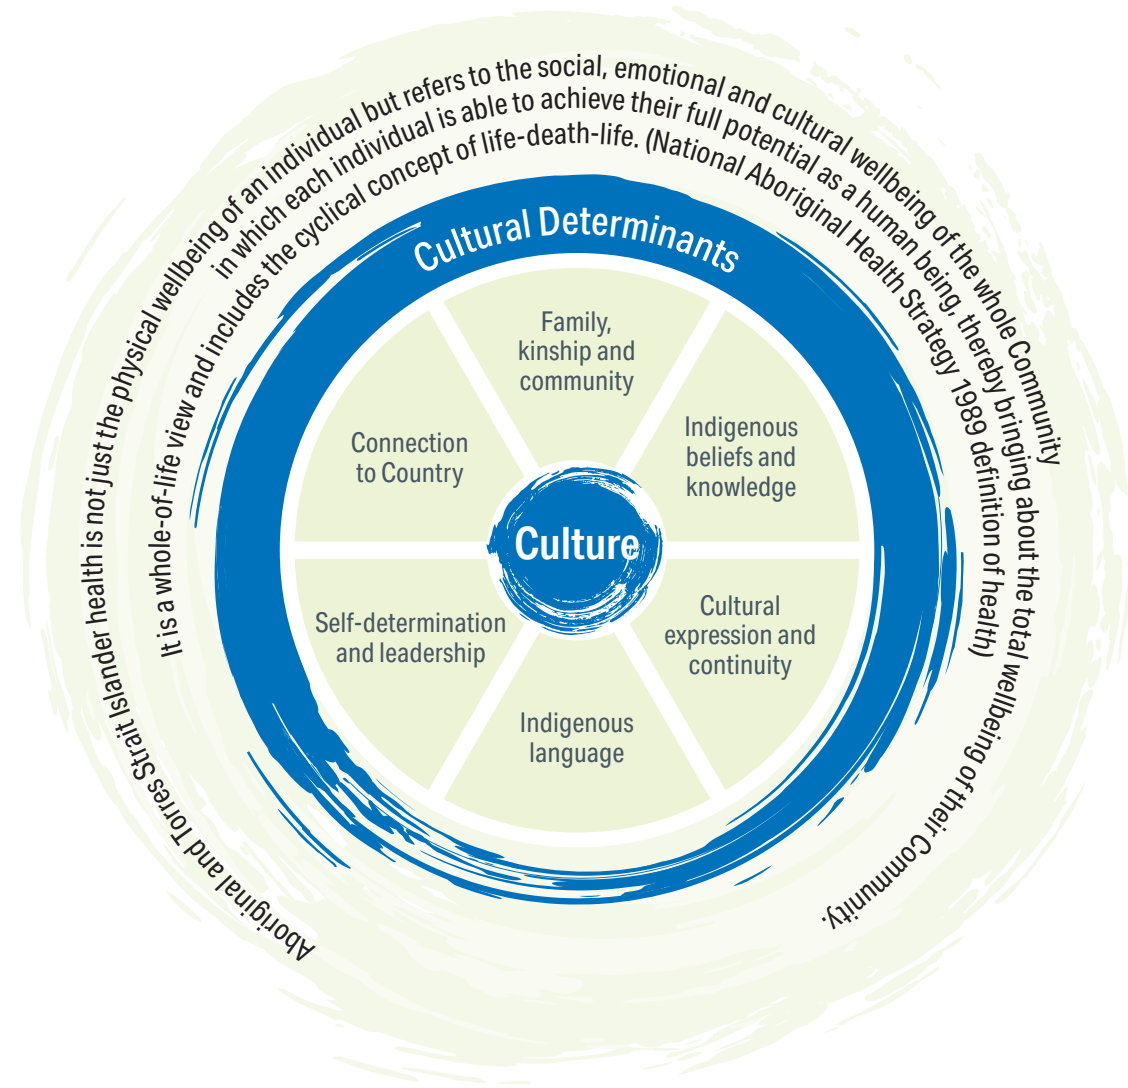 Aboriginal and Torres Strait Islander health is not just the physical wellbeing of an individual but refers to the social, emotional and cultural wellbeing of the whole Community
in which each individual is able to achieve their full potential as a human being, thereby bringing about the total wellbeing of their Community.
It is a whole-of-life view and includes the cyclical concept of life-death-life. (National Aboriginal Health Strategy 1989 definition of health)
Cultural Determinants
Family,
kinship and
community
Indigenous
beliefs and
knowledge
Cultural
expression and
continuity
Indigenous
language
Self-determination
and leadership
Connection
to Country
Culture